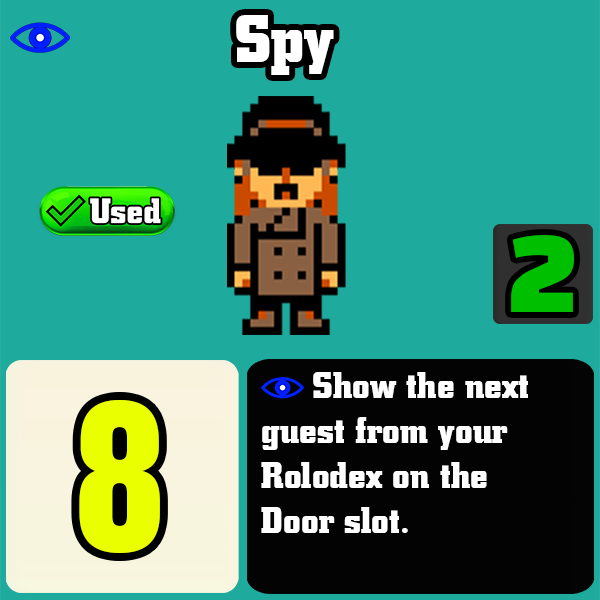 Spy
Used
2
8
Show the next
guest from your
Rolodex on the
Door slot.